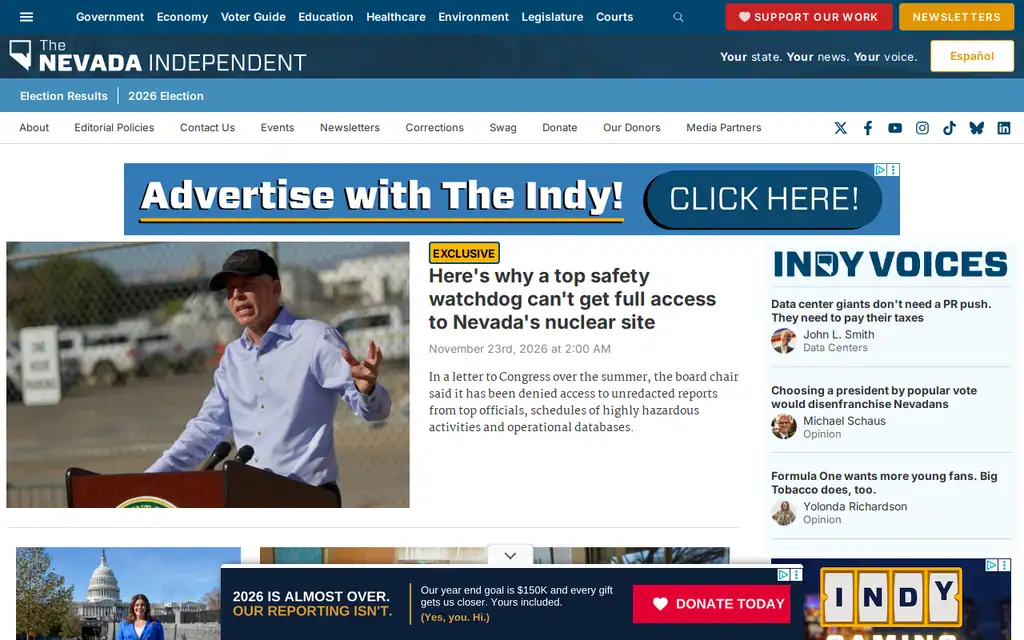 Government Economy Voter Guide Education Healthcare Environment Legislature Courts SUPPORT OUR WORK NEWSLETTERS
The
NEVADA INDEPENDENT
Your state. Your news. Your voice. Español
Election Results 2026 Election
About Editorial Policies Contact Us Events Newsletters Corrections Swag Donate Our Donors Media Partners
Advertise with The Indy! CLICK HERE!
EXCLUSIVE
Here's why a top safety
watchdog can't get full access
to Nevada's nuclear site
November 23rd, 2026 at 2:00 AM
In a letter to Congress over the summer, the board chair
said it has been denied access to unredacted reports
from top officials, schedules of highly hazardous
activities and operational databases.
INDY VOICES
Data center giants don't need a PR push.
They need to pay their taxes
John L. Smith
Data Centers
Choosing a president by popular vote
would disenfranchise Nevadans
Michael Schaus
Opinion
Formula One wants more young fans. Big
Tobacco does, too.
Yolonda Richardson
Opinion
2026 IS ALMOST OVER.
OUR REPORTING ISN'T.
Our year end goal is $150K and every gift
gets us closer. Yours included.
(Yes, you. Hi.)
DONATE TODAY
INDY
GAMING